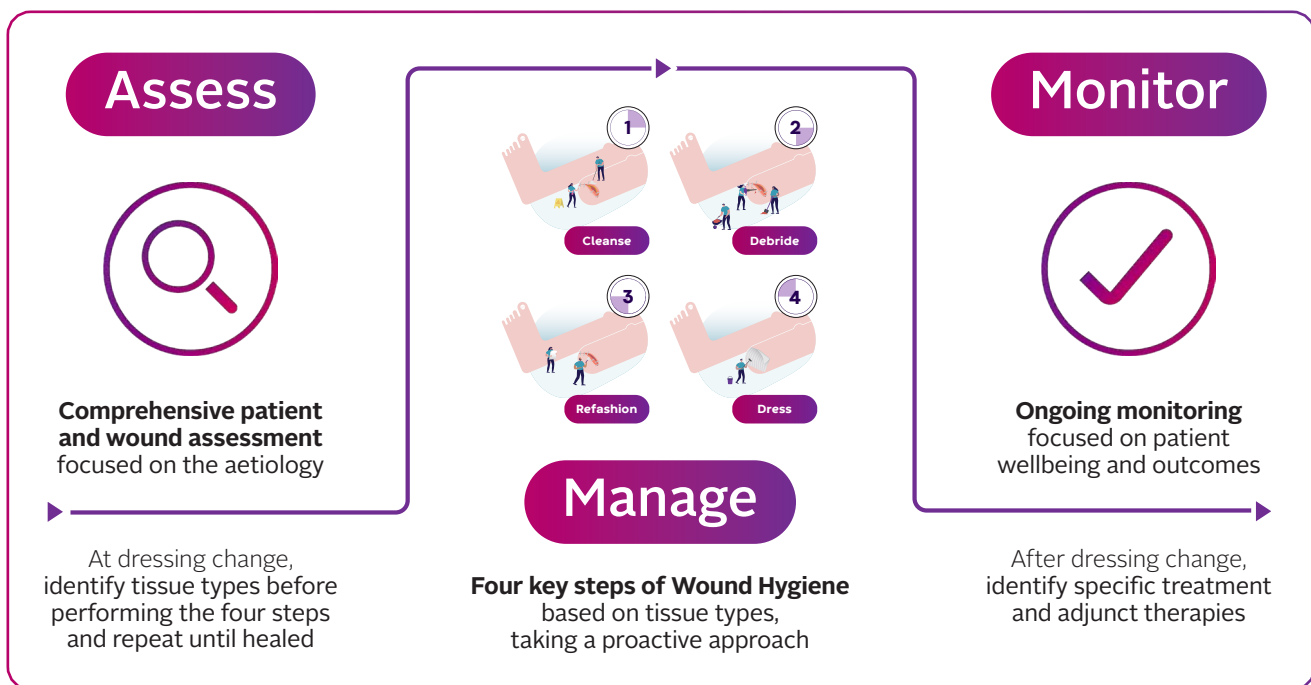 Assess
Comprehensive patient
and wound assessment
focused on the aetiology
At dressing change,
identify tissue types before
performing the four steps
and repeat until healed
1
Cleanse
2
Debride
3
Refashion
4
Dress
Manage
Four key steps of Wound Hygiene
based on tissue types,
taking a proactive approach
Monitor
Ongoing monitoring
focused on patient
wellbeing and outcomes
After dressing change,
identify specific treatment
and adjunct therapies